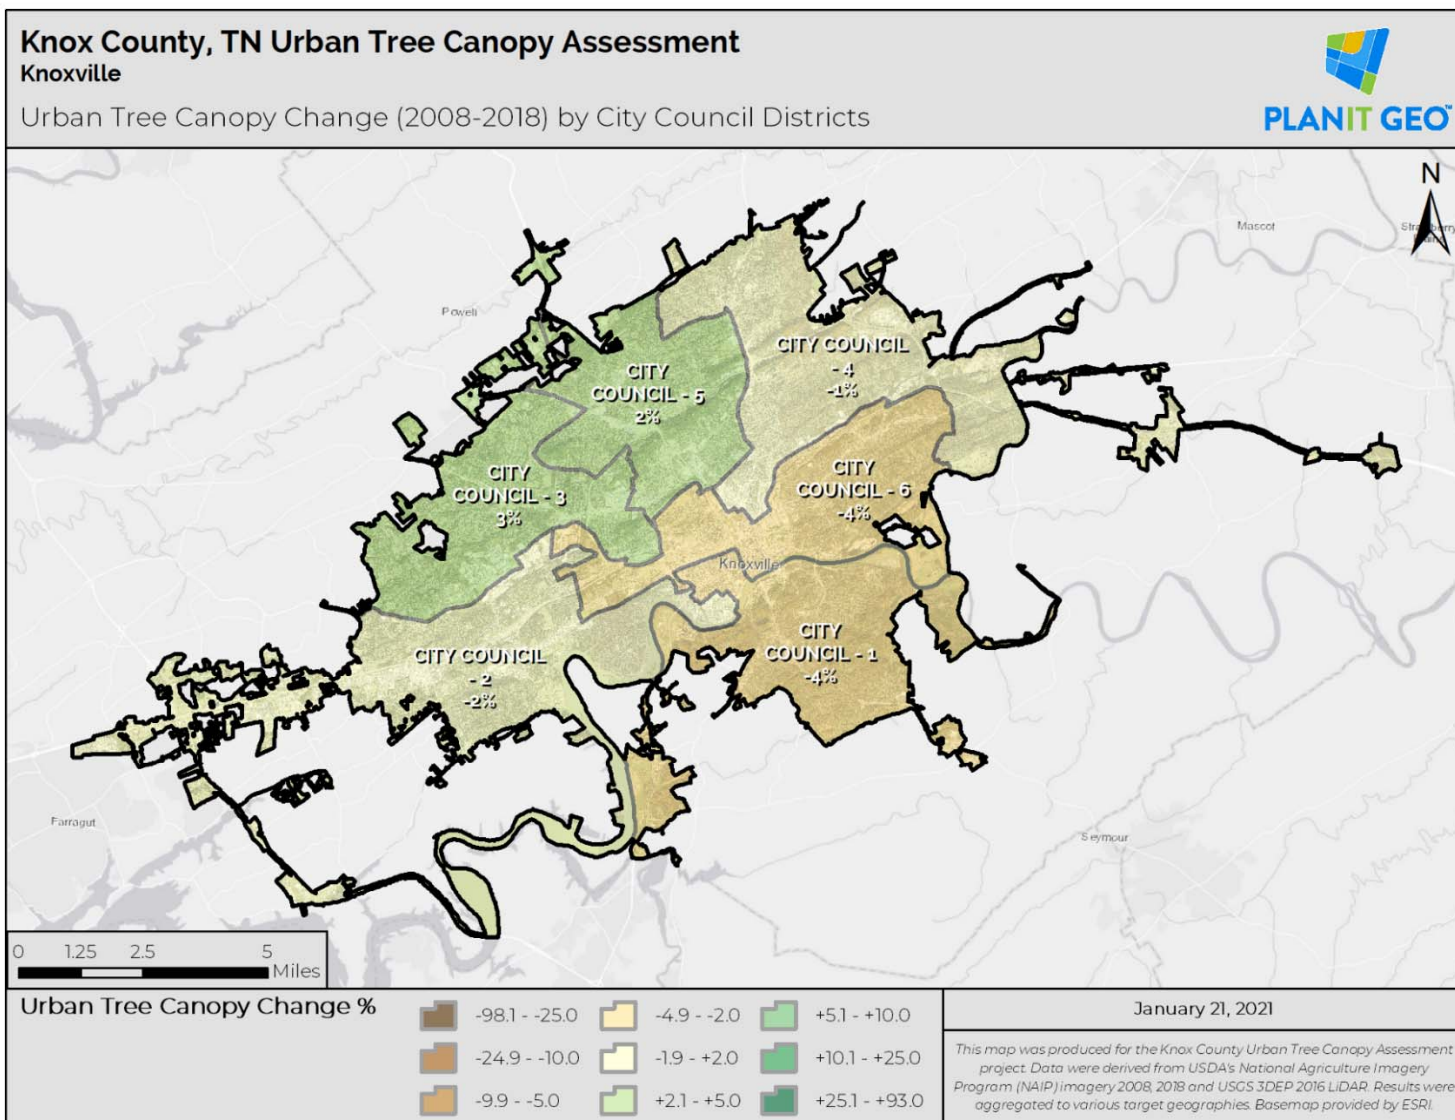 Knox County, TN Urban Tree Canopy Assessment
Knoxville
Urban Tree Canopy Change (2008-2018) by City Council Districts
PLANIT GEO™
N
Mascot
Powell
CITY COUNCIL
- 4
-1%
CITY
COUNCIL - 5
2%
CITY
COUNCIL - 3
3%
CITY
COUNCIL - 6
-4%
Knoxville
CITY
COUNCIL - 1
-4%
CITY COUNCIL
- 2
-2%
Farragut
Seymour
0 1.25 2.5 5
Miles
Urban Tree Canopy Change %
-98.1 - -25.0
-24.9 - -10.0
-9.9 - -5.0
-4.9 - -2.0
-1.9 - +2.0
+2.1 - +5.0
+5.1 - +10.0
+10.1 - +25.0
+25.1 - +93.0
January 21, 2021
This map was produced for the Knox County Urban Tree Canopy Assessment
project. Data were derived from USDA's National Agriculture Imagery
Program (NAIP) imagery 2008, 2018 and USGS 3DEP 2016 LiDAR. Results were
aggregated to various target geographies. Basemap provided by ESRI.